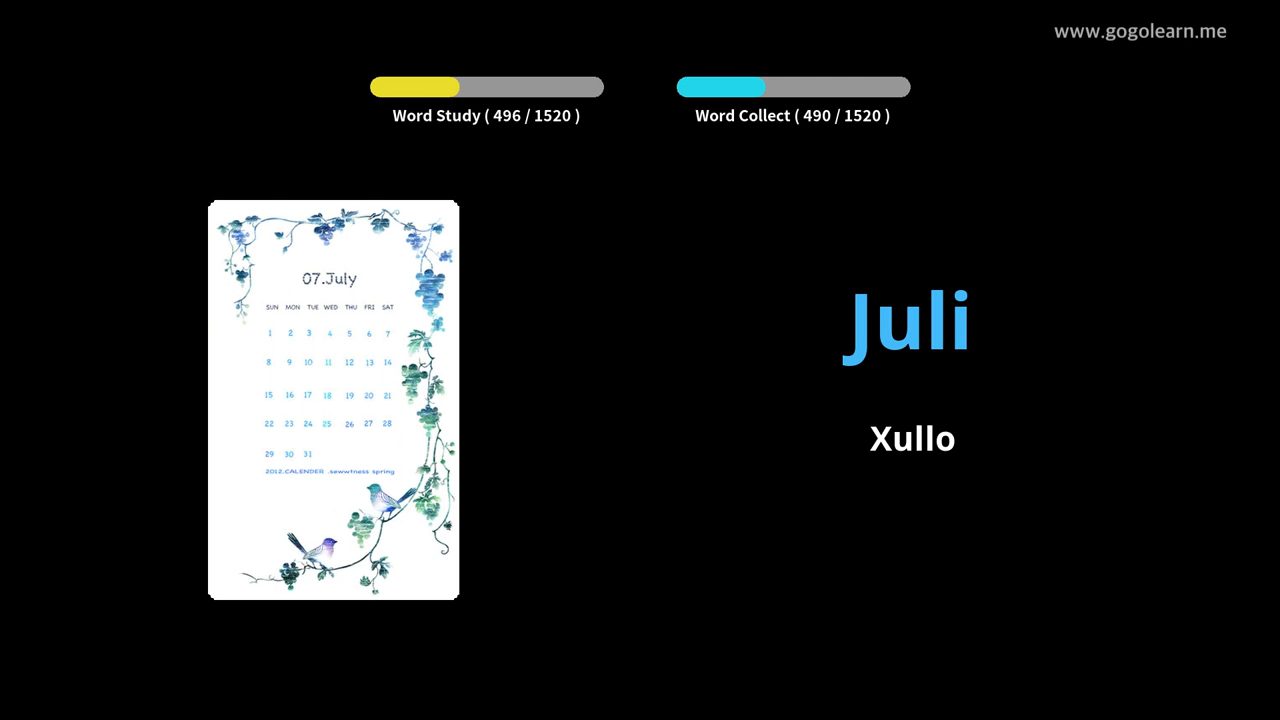 www.gogolearn.me
Word Study ( 496 / 1520 )
Word Collect ( 490 / 1520 )
07.July
SUN MON TUE WED THU FRI SAT
1 2 3 4 5 6 7
8 9 10 11 12 13 14
15 16 17 18 19 20 21
22 23 24 25 26 27 28
29 30 31
2012.CALENDER .sewwtness spring
Juli
Xullo